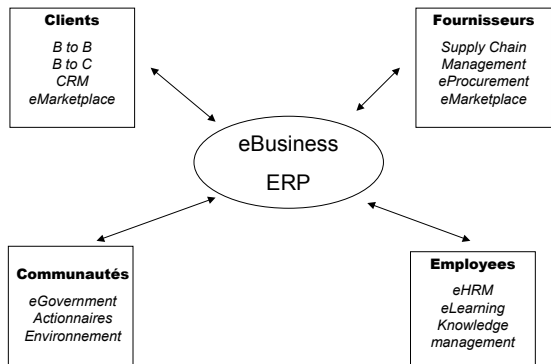 Clients
B to B
B to C
CRM
eMarketplace
Fournisseurs
Supply Chain
Management
eProcurement
eMarketplace
eBusiness
ERP
Communautés
eGovernment
Actionnaires
Environnement
Employees
eHRM
eLearning
Knowledge
management